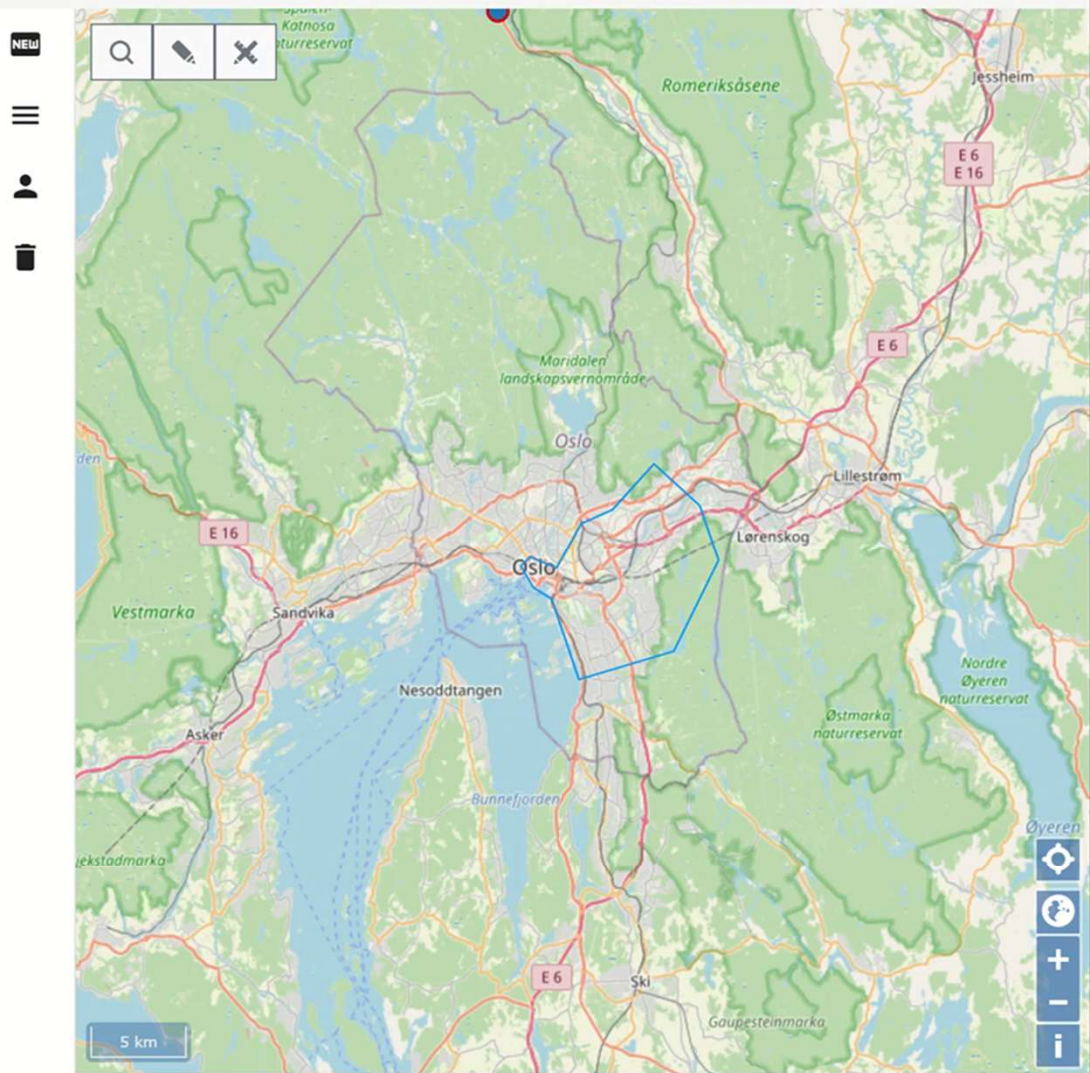 Spålen-
Katnosa
naturreservat
NEW
Romeriksåsene
Jessheim
E 6
E 16
E 6
Maridalen
landskapsvernområde
Oslo
Lillestrøm
E 16
Lørenskog
Oslo
Vestmarka
Sandvika
Nordre
Øyeren
naturreservat
Nesoddtangen
Østmarka
naturreservat
Asker
Bunnefjorden
Øyeren
E 6
Ski
Gaupesteinmarka
5 km